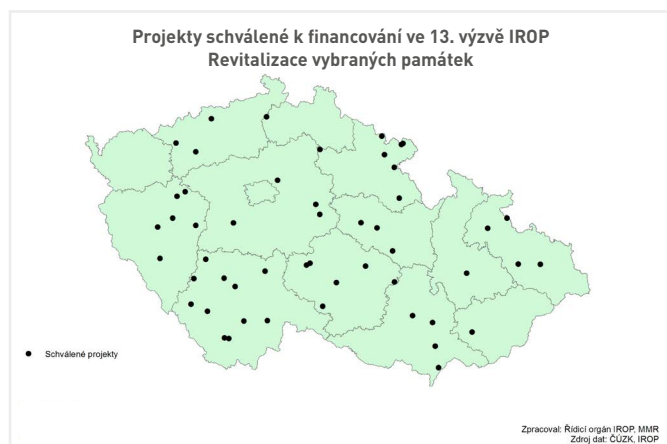 Projekty schválené k financování ve 13. výzvě IROP
Revitalizace vybraných památek
Schválené projekty
Zpracoval: Řídicí orgán IROP, MMR
Zdroj dat: ČÚZK, IROP